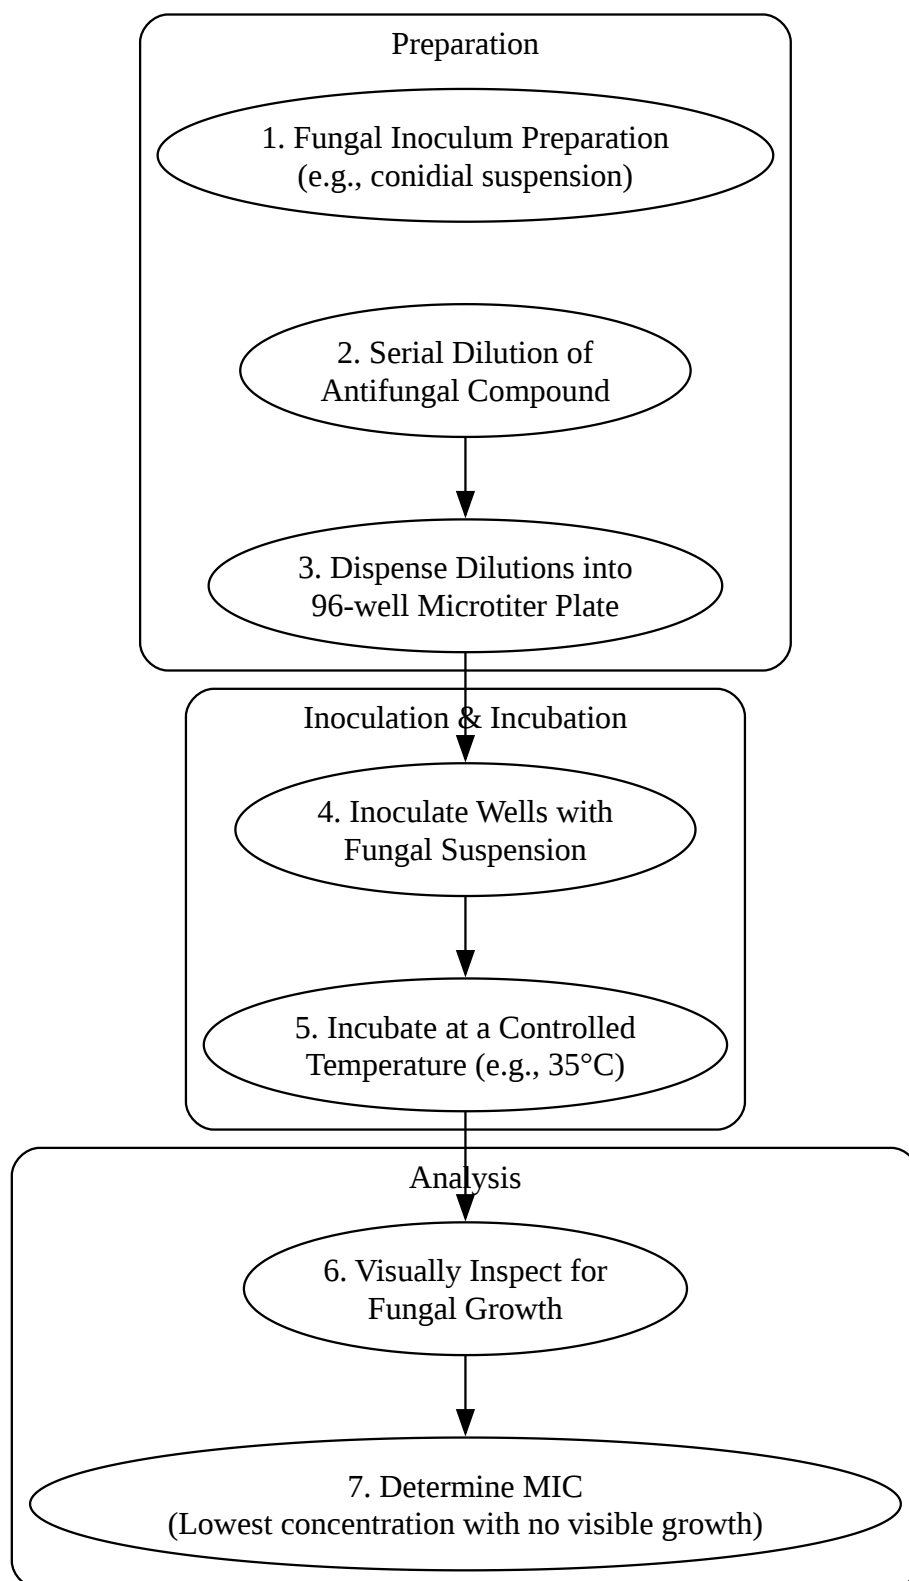 Preparation
1. Fungal Inoculum Preparation
(e.g., conidial suspension)
2. Serial Dilution of
Antifungal Compound
3. Dispense Dilutions into
96-well Microtiter Plate
Inoculation & Incubation
4. Inoculate Wells with
Fungal Suspension
5. Incubate at a Controlled
Temperature (e.g., 35°C)
Analysis
6. Visually Inspect for
Fungal Growth
7. Determine MIC
(Lowest concentration with no visible growth)